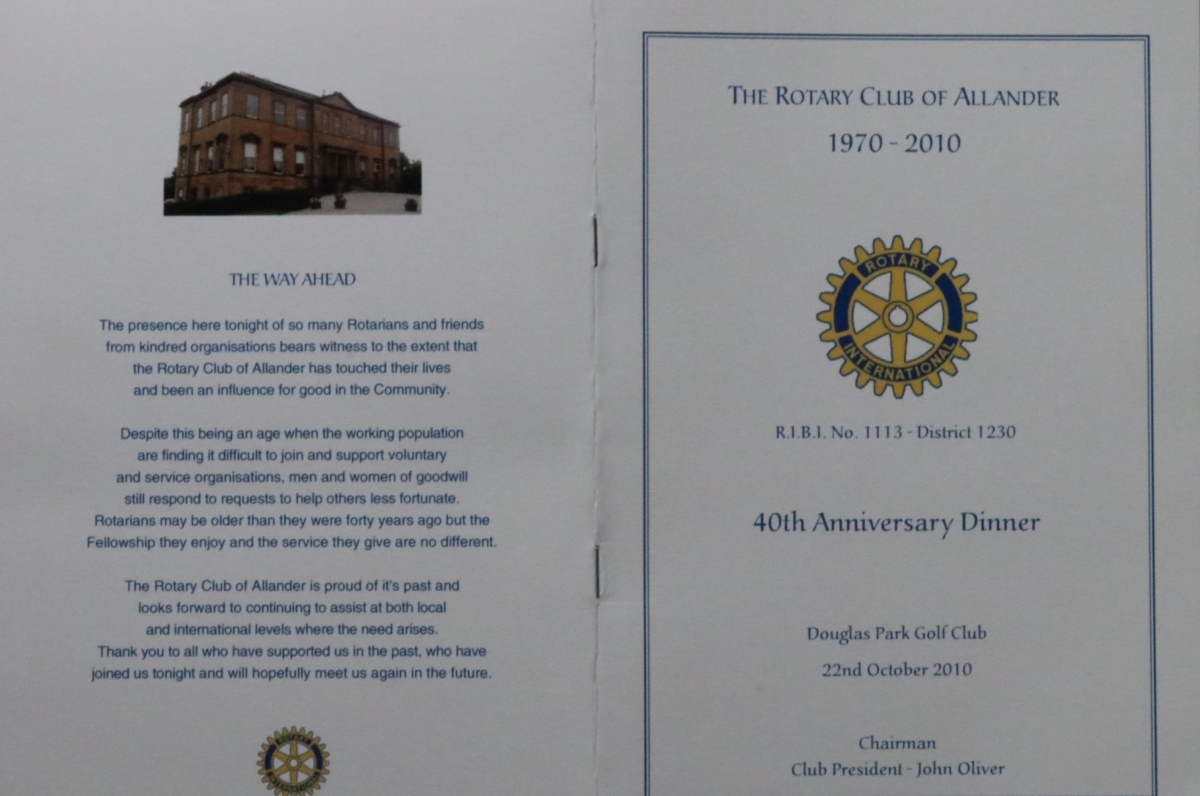 THE WAY AHEAD
The presence here tonight of so many Rotarians and friends
from kindred organisations bears witness to the extent that
the Rotary Club of Allander has touched their lives
and been an influence for good in the Community.
Despite this being an age when the working population
are finding it difficult to join and support voluntary
and service organisations, men and women of goodwill
still respond to requests to help others less fortunate.
Rotarians may be older than they were forty years ago but the
Fellowship they enjoy and the service they give are no different.
The Rotary Club of Allander is proud of it's past and
looks forward to continuing to assist at both local
and international levels where the need arises.
Thank you to all who have supported us in the past, who have
joined us tonight and will hopefully meet us again in the future.
ROTARY
INTERNATIONAL
THE ROTARY CLUB OF ALLANDER
1970 - 2010
ROTARY
INTERNATIONAL
R.I.B.I. No. 1113 - District 1230
40th Anniversary Dinner
Douglas Park Golf Club
22nd October 2010
Chairman
Club President - John Oliver